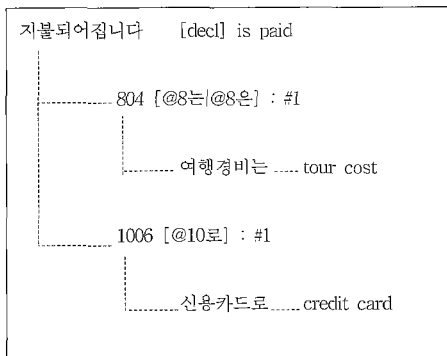 지불되어집니다 [decl] is paid
804 [@8는|@8은] : #1
여행경비는 ..... tour cost
1006 [@10로] : #1
신용카드로 ..... credit card